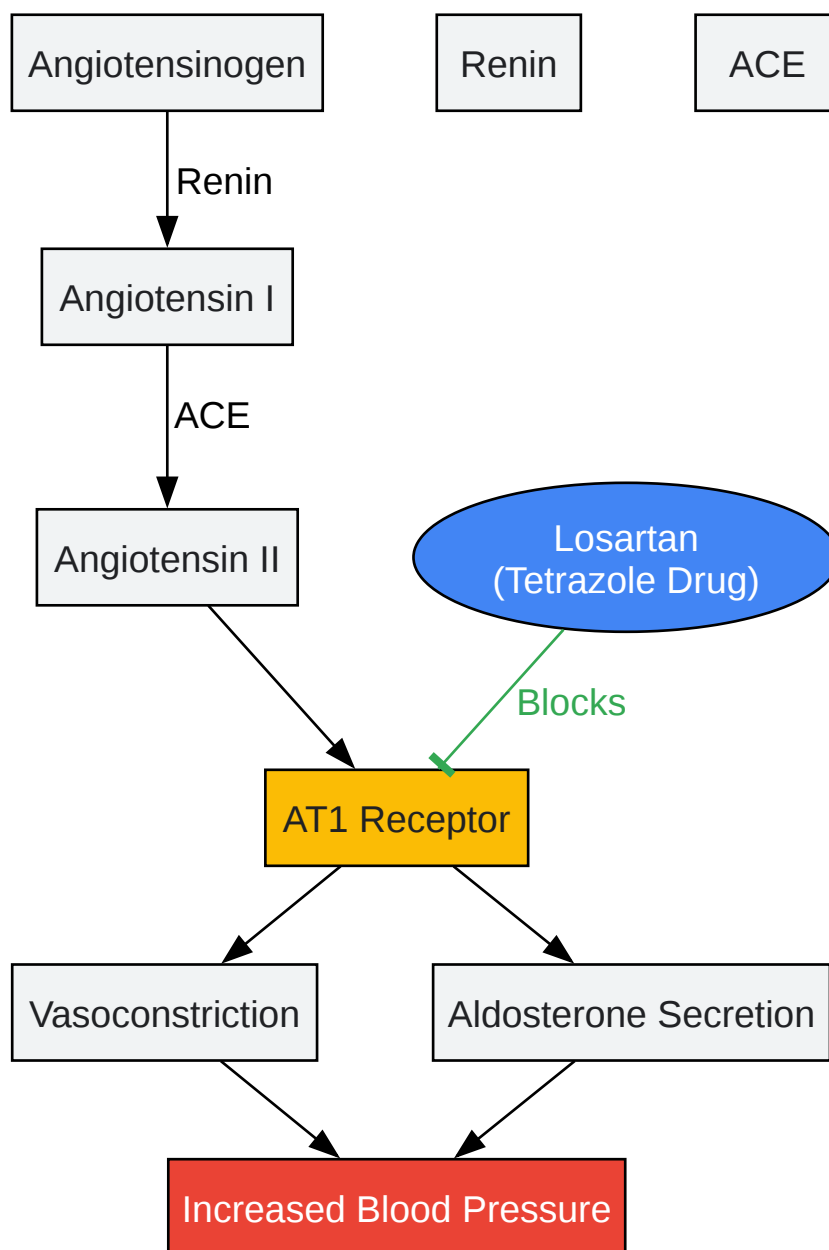 Angiotensinogen
Renin
ACE
Renin
Angiotensin I
ACE
Angiotensin II
Losartan
(Tetrazole Drug)
Blocks
AT1 Receptor
Vasoconstriction
Aldosterone Secretion
Increased Blood Pressure